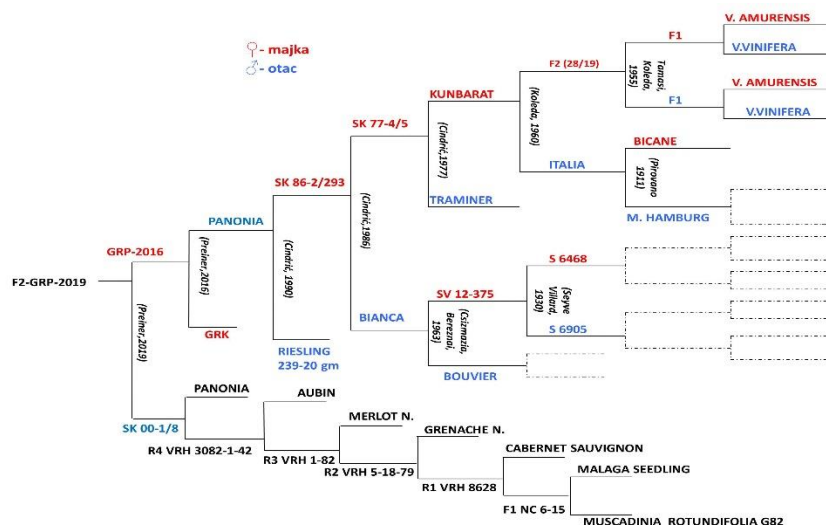 V. AMURENSIS
F1
V.VINIFERA
♀- majka
♂- otac
F2 (28/19)
Tamasi,
Koleda,
1955)
V. AMURENSIS
F1
V.VINIFERA
KUNBARAT
(Koleda, 1960)
SK 77-4/5
BICANE
(Cindrić,1977)
ITALIA
(Pirovano
1911)
SK 86-2/293
TRAMINER
M. HAMBURG
PANONIA
(Cindrić,1986)
GRP-2016
(Preiner,2016)
(Cindrić, 1990)
S 6468
F2-GRP-2019
SV 12-375
(Seyve
Villard,
1930)
BIANCA
(Csizmazia,
Bereznai,
1963)
S 6905
GRK
(Preiner,2019)
RIESLING
239-20 gm
BOUVIER
PANONIA
AUBIN
MERLOT N.
SK 00-1/8
GRENACHE N.
R4 VRH 3082-1-42
CABERNET SAUVIGNON
R3 VRH 1-82
R2 VRH 5-18-79
MALAGA SEEDLING
R1 VRH 8628
F1 NC 6-15
MUSCADINIA ROTUNDIFOLIA G82